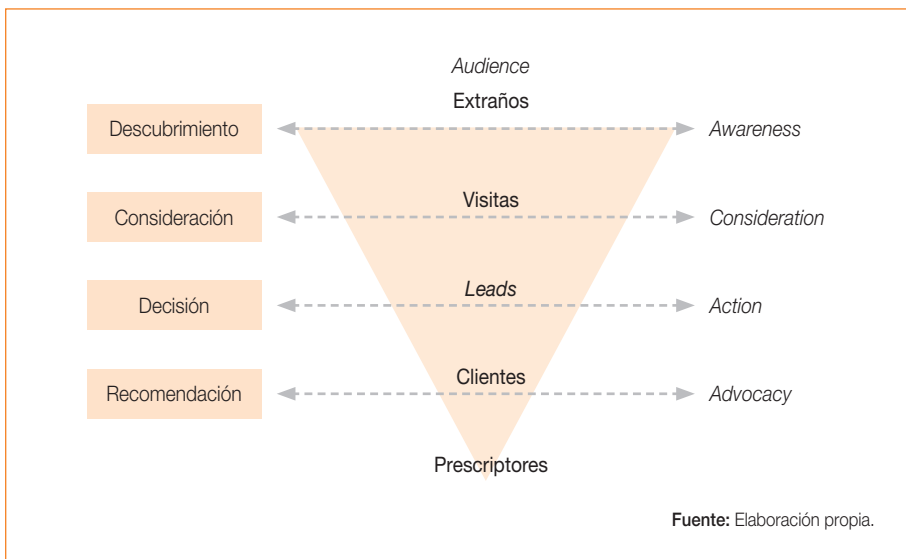 Audience
Extraños
Descubrimiento
Awareness
Visitas
Consideración
Consideration
Leads
Decisión
Action
Clientes
Recomendación
Advocacy
Prescriptores
Fuente: Elaboración propia.